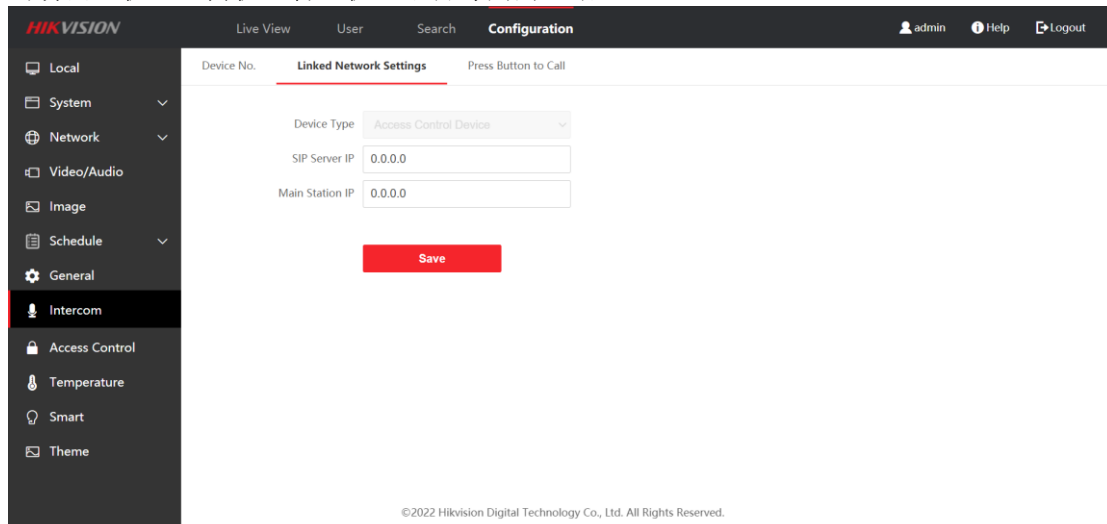 HIKVISION Live View User Search Configuration admin Help Logout
Local
System
Network
Video/Audio
Image
Schedule
General
Intercom
Access Control
Temperature
Smart
Theme
Device No. Linked Network Settings Press Button to Call
Device Type Access Control Device
SIP Server IP 0.0.0.0
Main Station IP 0.0.0.0
Save
©2022 Hikvision Digital Technology Co., Ltd. All Rights Reserved.